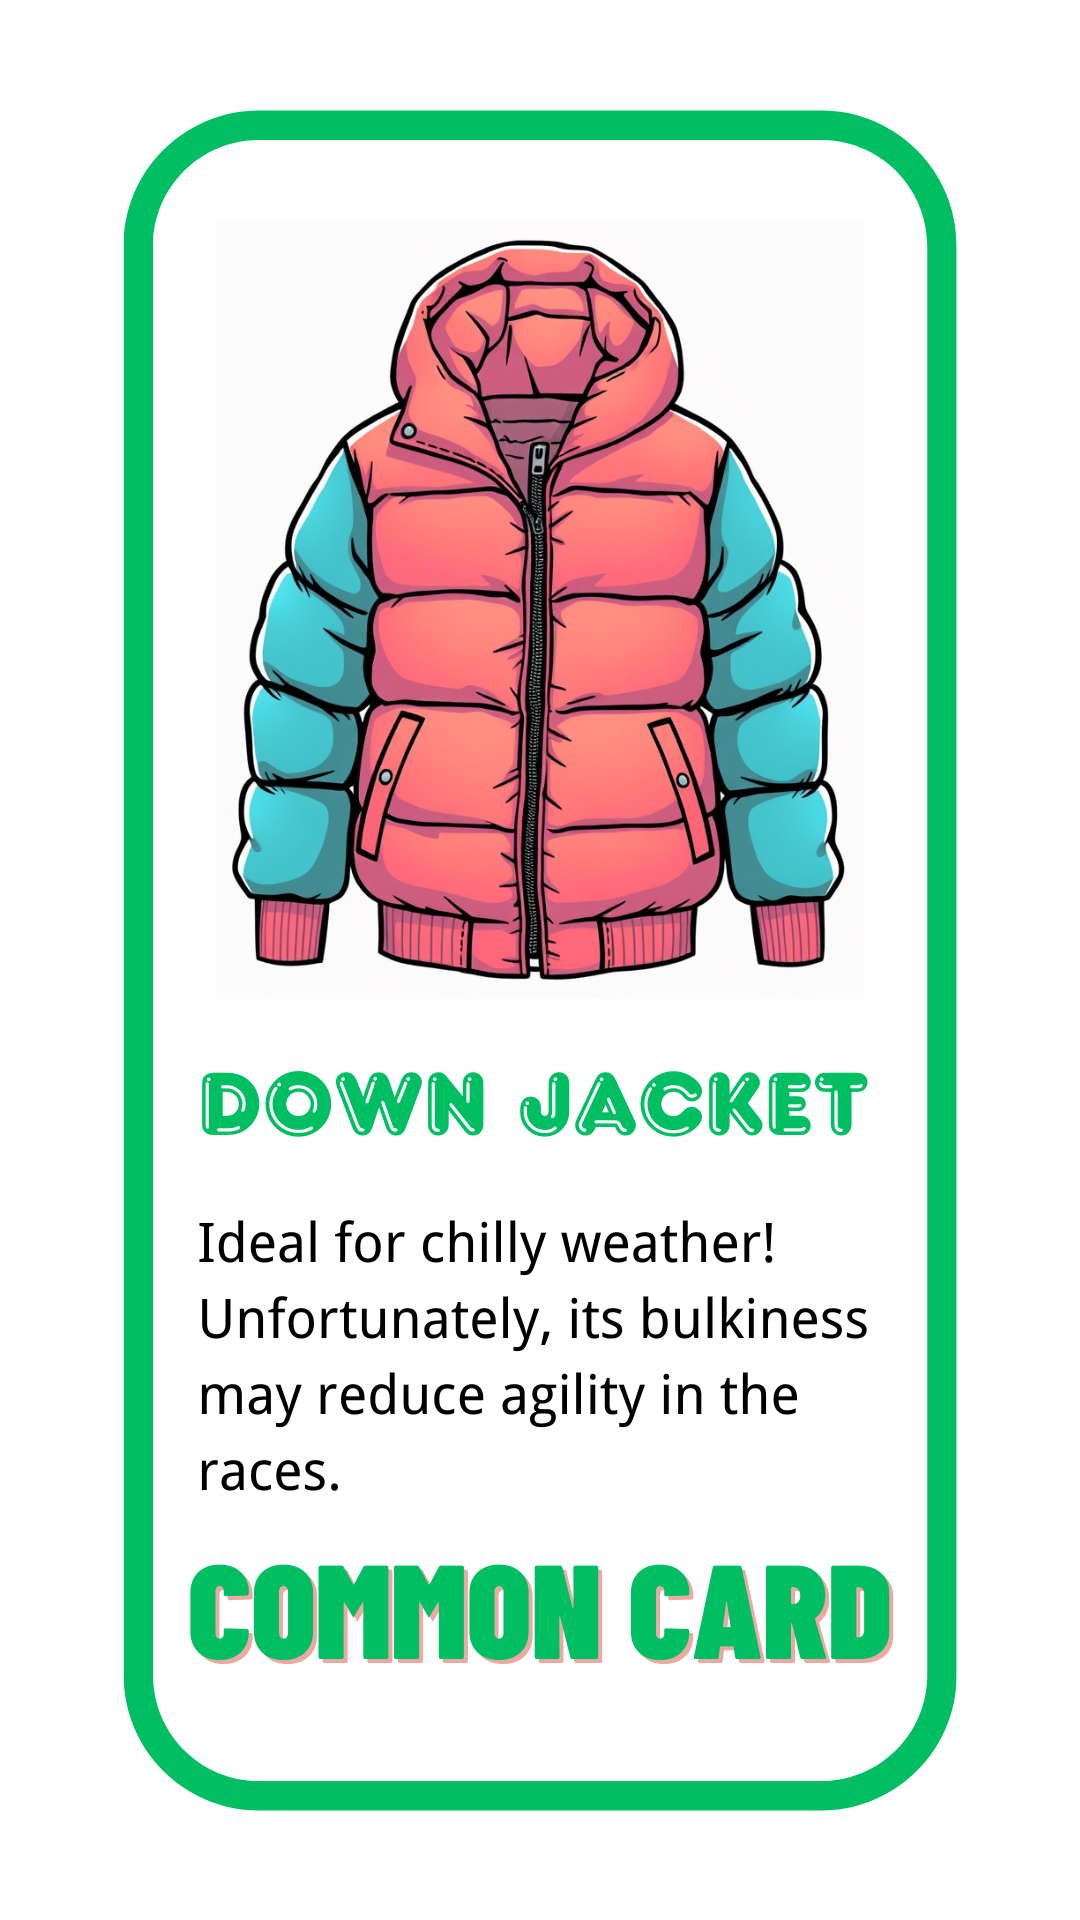 DOWN JACKET
Ideal for chilly weather!
Unfortunately, its bulkiness
may reduce agility in the
races.
COMMON CARD